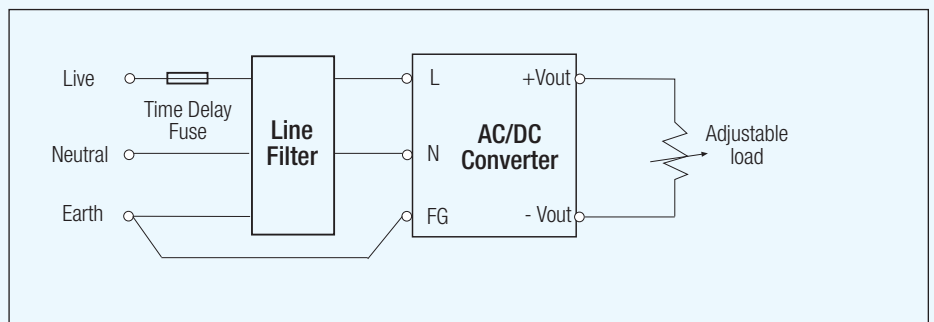 Live
Time Delay
Fuse
Neutral
Earth
Line
Filter
L
N
FG
AC/DC
Converter
+Vout
- Vout
Adjustable
load